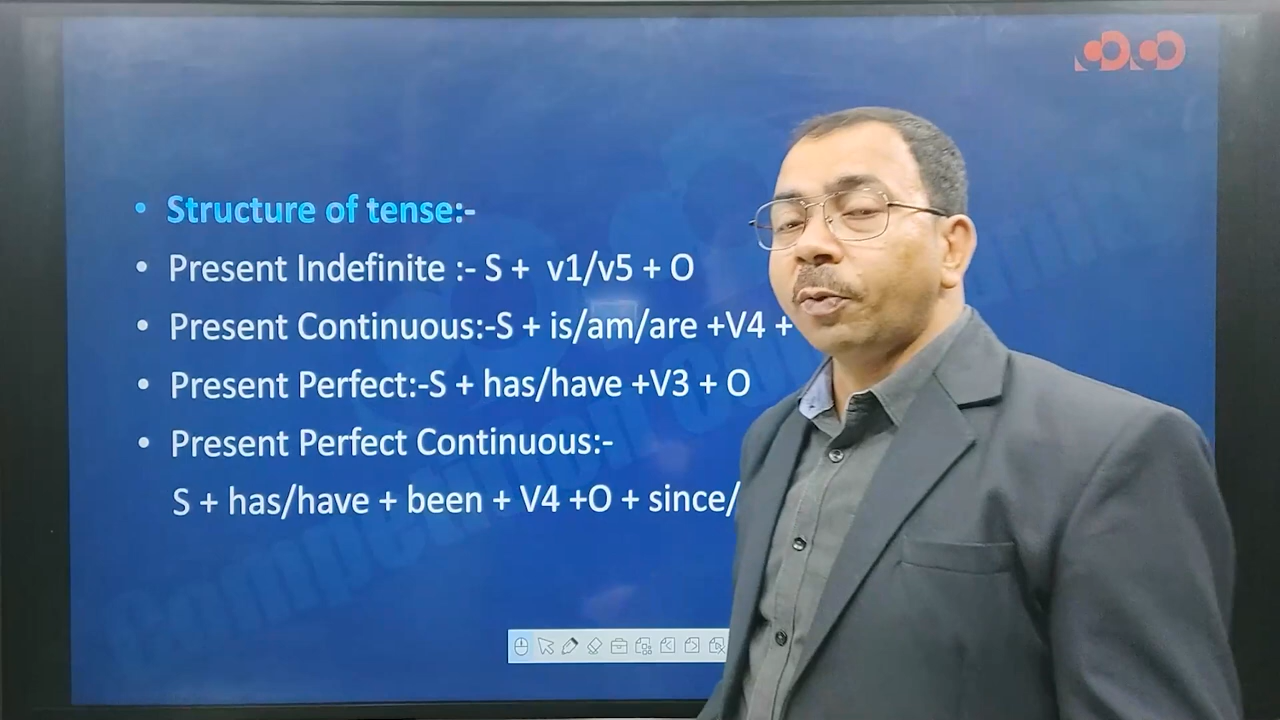 Structure of tense:-
Present Indefinite :- S + v1/v5 + O
Present Continuous:-S + is/am/are +V4 +
Present Perfect:-S + has/have +V3 + O
Present Perfect Continuous:-
S + has/have + been + V4 +O + since/